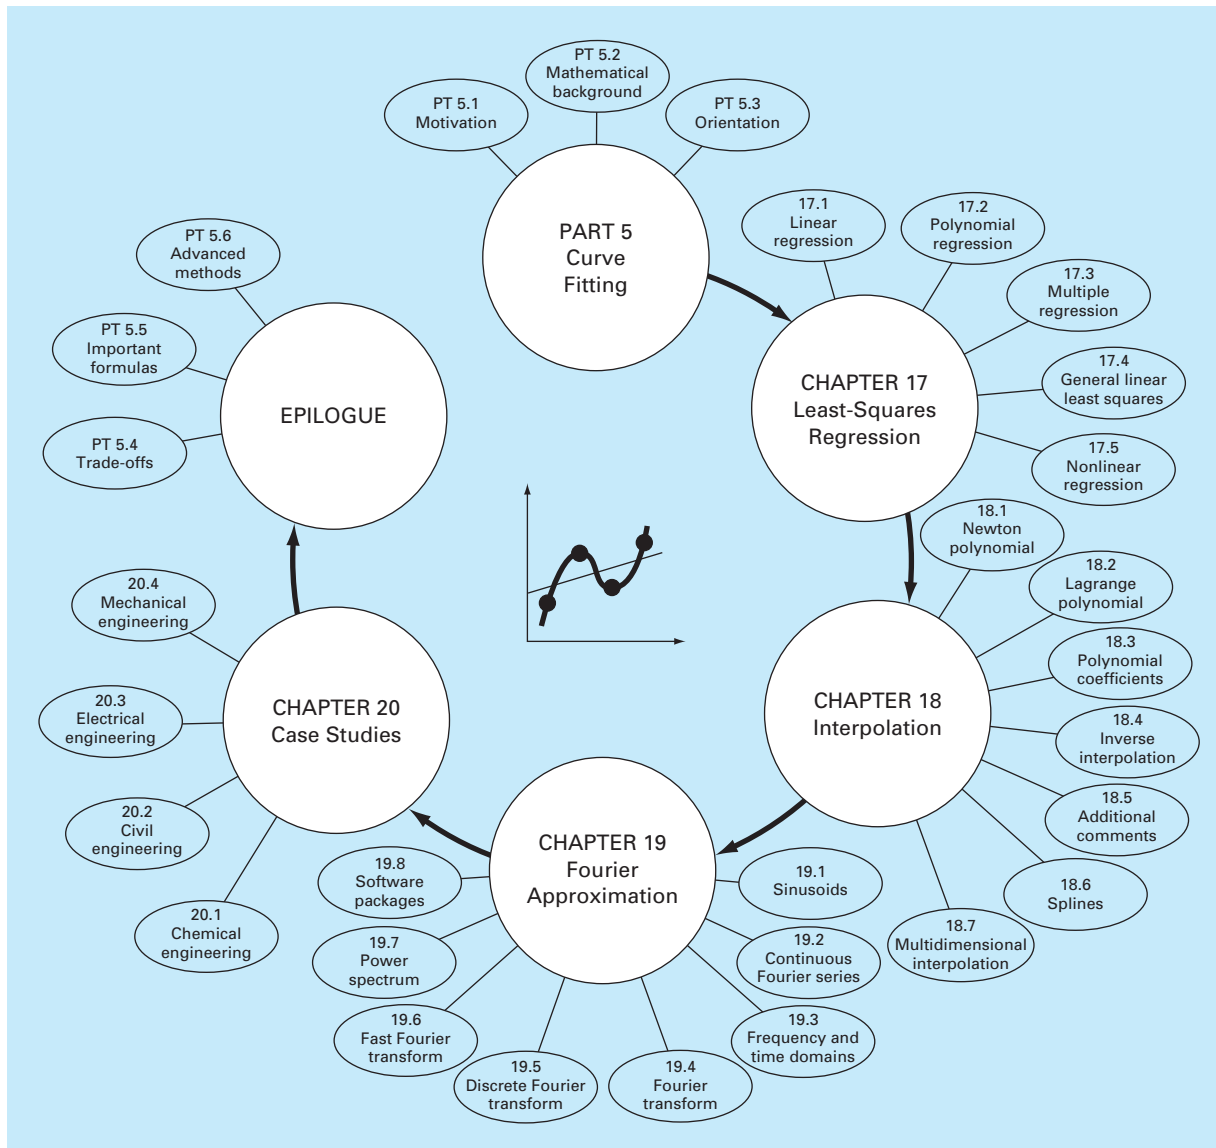 PT 5.1
Motivation
PT 5.2
Mathematical
background
PT 5.3
Orientation
PART 5
Curve
Fitting
17.1
Linear
regression
17.2
Polynomial
regression
17.3
Multiple
regression
17.4
General linear
least squares
17.5
Nonlinear
regression
CHAPTER 17
Least-Squares
Regression
18.1
Newton
polynomial
18.2
Lagrange
polynomial
18.3
Polynomial
coefficients
18.4
Inverse
interpolation
18.5
Additional
comments
18.6
Splines
18.7
Multidimensional
interpolation
CHAPTER 18
Interpolation
CHAPTER 19
Fourier
Approximation
19.1
Sinusoids
19.2
Continuous
Fourier series
19.3
Frequency and
time domains
19.4
Fourier
transform
19.5
Discrete Fourier
transform
19.6
Fast Fourier
transform
19.7
Power
spectrum
19.8
Software
packages
CHAPTER 20
Case Studies
20.1
Chemical
engineering
20.2
Civil
engineering
20.3
Electrical
engineering
20.4
Mechanical
engineering
EPILOGUE
PT 5.4
Trade-offs
PT 5.5
Important
formulas
PT 5.6
Advanced
methods